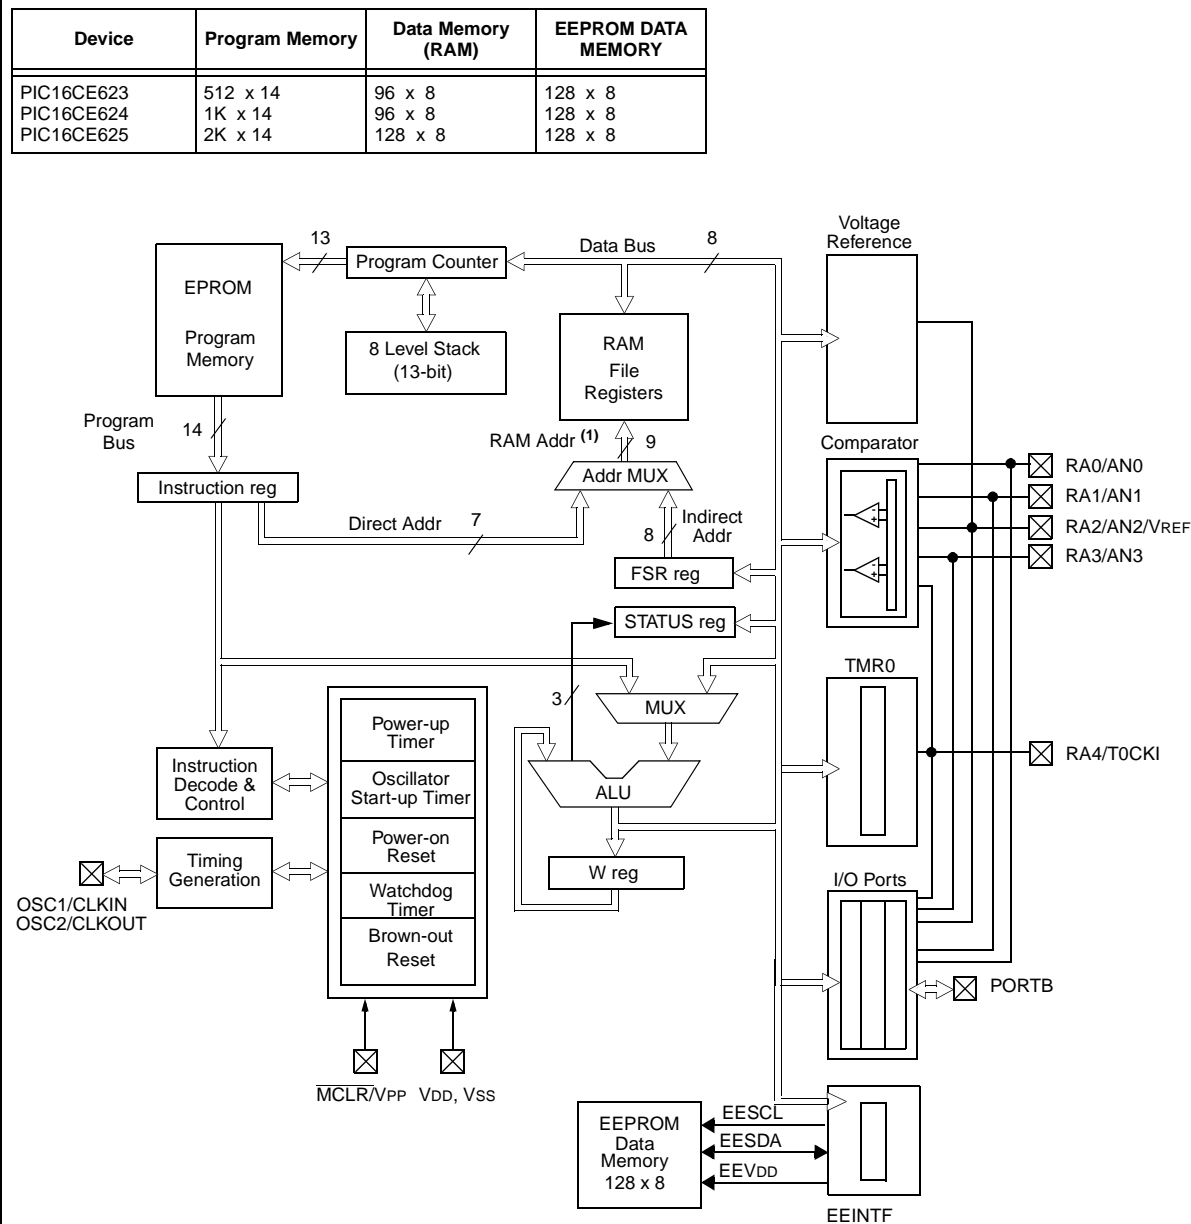 Device Program Memory Data Memory (RAM) EEPROM DATA MEMORY
PIC16CE623 512 x 14 96 x 8 128 x 8
PIC16CE624 1K x 14 96 x 8 128 x 8
PIC16CE625 2K x 14 128 x 8 128 x 8
Voltage
Reference
13
Program Counter
Data Bus
8
EPROM
Program
Memory
8 Level Stack
(13-bit)
RAM
File
Registers
Program
Bus
14
RAM Addr (1)
9
Comparator
Addr MUX
Instruction reg
Direct Addr
7
8
Indirect
Addr
FSR reg
STATUS reg
-
+
-
+
RA0/AN0
RA1/AN1
RA2/AN2/VREF
RA3/AN3
TMR0
3
MUX
ALU
W reg
RA4/T0CKI
Power-up
Timer
Oscillator
Start-up Timer
Power-on
Reset
Watchdog
Timer
Brown-out
Reset
Instruction
Decode &
Control
Timing
Generation
OSC1/CLKIN
OSC2/CLKOUT
I/O Ports
PORTB
MCLR/VPP
VDD, VSS
EEPROM
Data
Memory
128 x 8
EESCL
EESDA
EEVDD
EEINTF